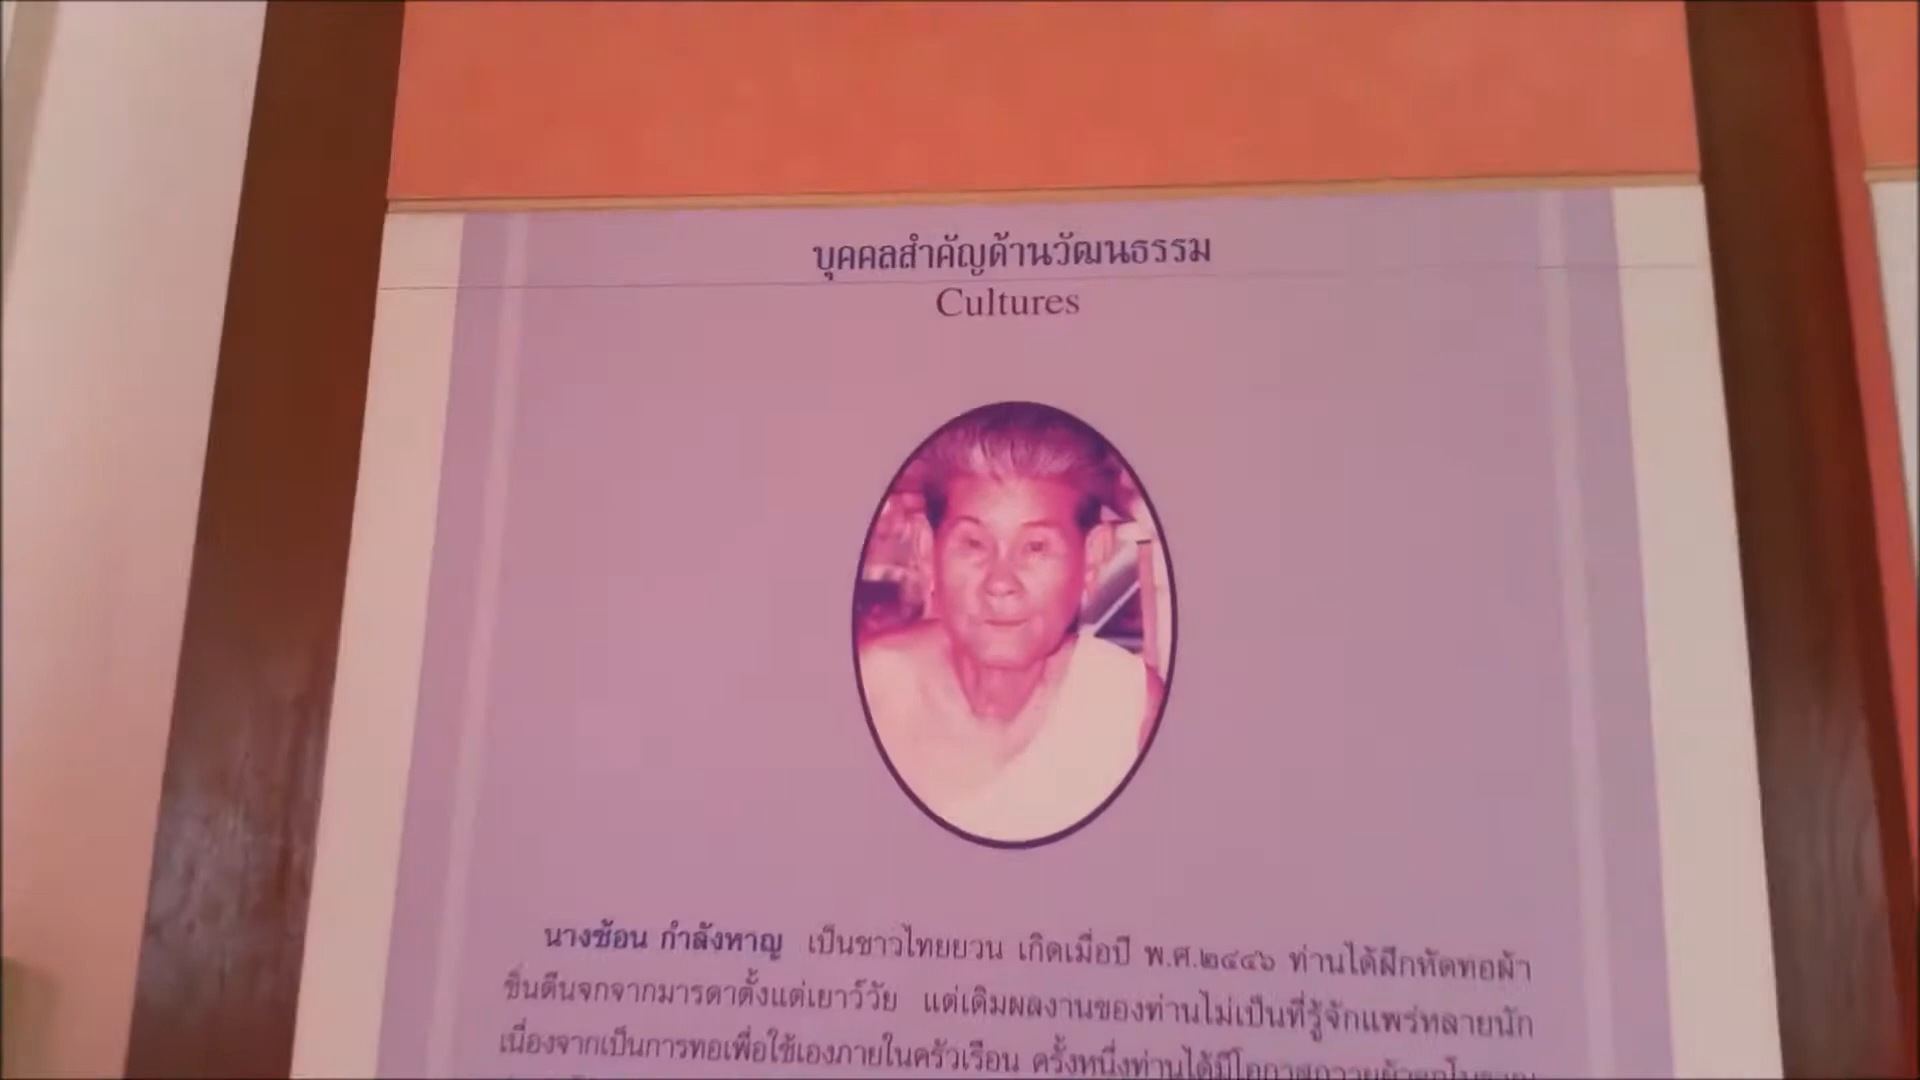 บุคคลสำคัญด้านวัฒนธรรม
Cultures
นางซ้อน กำลังหาญ เป็นชาวไทยยวน เกิดเมื่อปี พ.ศ.๒๔๔๖ ท่านได้ฝึกหัดทอผ้า
ซิ่นตีนจกจากมารดาตั้งแต่เยาว์วัย แต่เดิมผลงานของท่านไม่เป็นที่รู้จักแพร่หลายนัก
เนื่องจากเป็นการทอเพื่อใช้เองภายในครัวเรือน ครั้งหนึ่งท่านได้มีโอกาสถวายผ้า